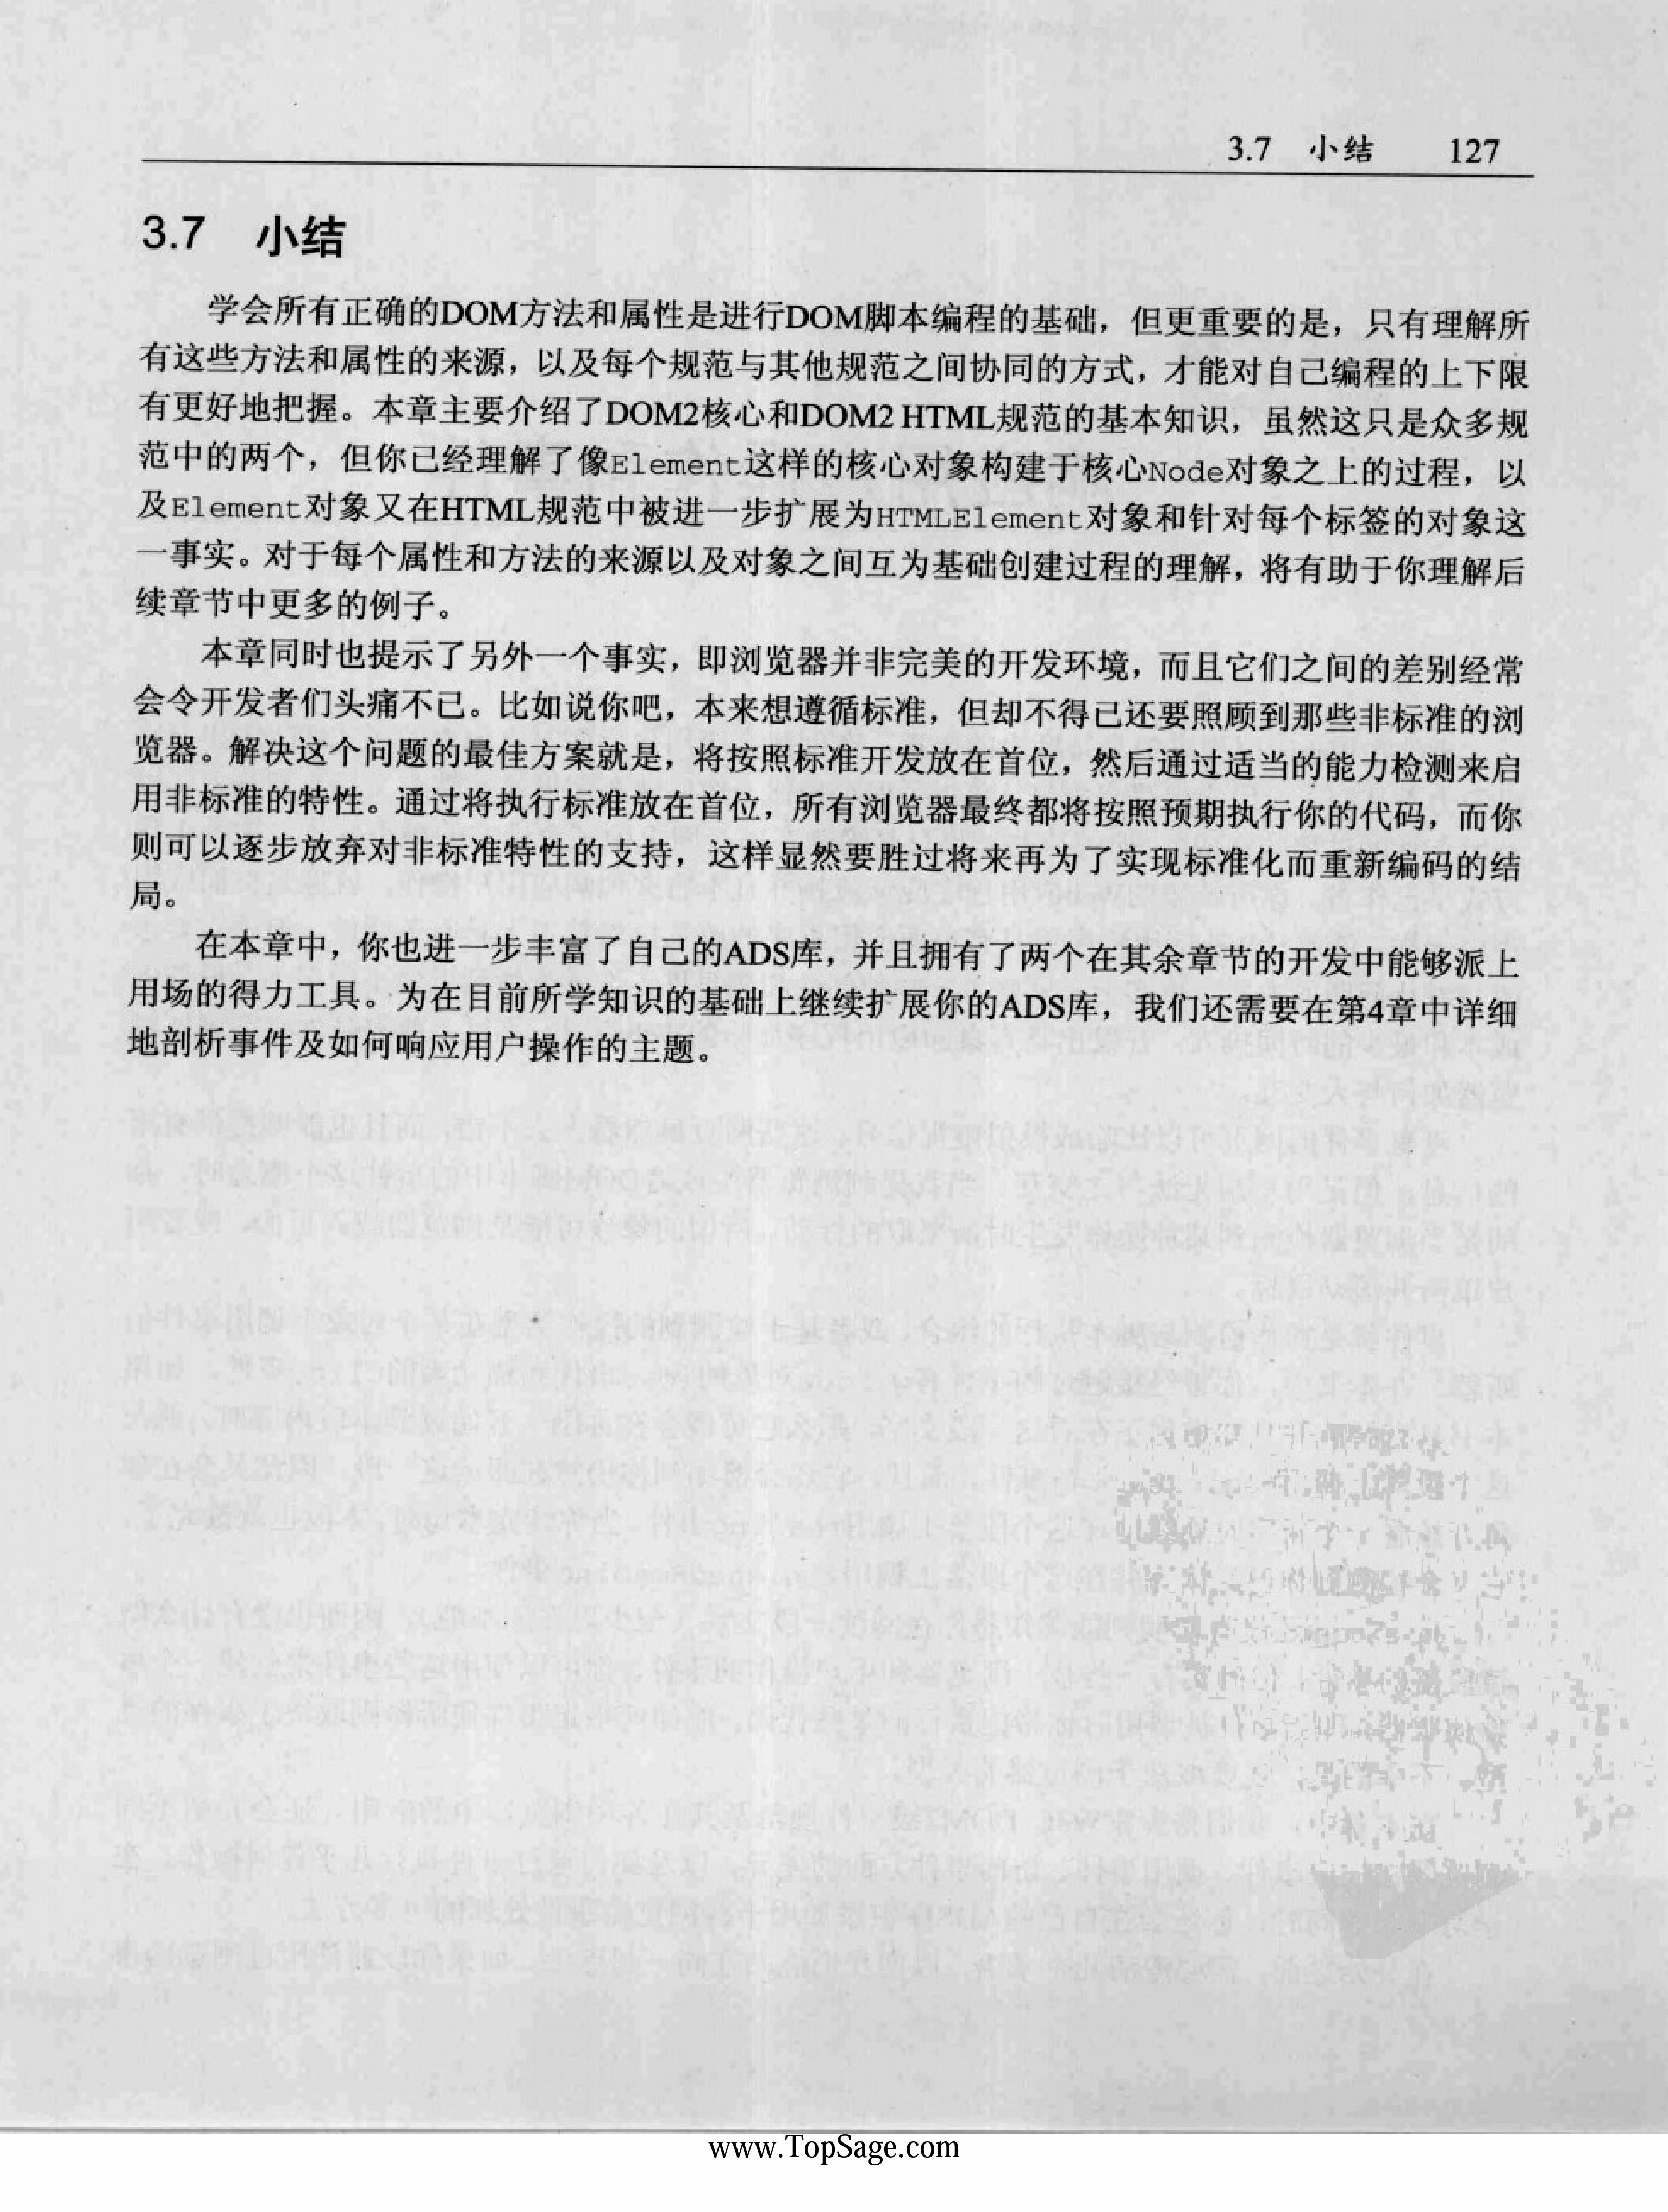 3.7 小结 127
3.7 小结
学会所有正确的DOM方法和属性是进行DOM脚本编程的基础，但更重要的是，只有理解所
有这些方法和属性的来源，以及每个规范与其他规范之间协同的方式，才能对自己编程的上下限
有更好地把握。本章主要介绍了DOM2核心和DOM2 HTML规范的基本知识，虽然这只是众多规
范中的两个，但你已经理解了像Element这样的核心对象构建于核心Node对象之上的过程，以
及Element对象又在HTML规范中被进一步扩展为HTMLElement对象和针对每个标签的对象这
一事实。对于每个属性和方法的来源以及对象之间互为基础创建过程的理解，将有助于你理解后
续章节中更多的例子。
本章同时也提示了另外一个事实，即浏览器并非完美的开发环境，而且它们之间的差别经常
会令开发者们头痛不已。比如说你吧，本来想遵循标准，但却不得已还要照顾到那些非标准的浏
览器。解决这个问题的最佳方案就是，将按照标准开发放在首位，然后通过适当的能力检测来启
用非标准的特性。通过将执行标准放在首位，所有浏览器最终都将按照预期执行你的代码，而你
则可以逐步放弃对非标准特性的支持，这样显然要胜过将来再为了实现标准化而重新编码的结
局。
在本章中，你也进一步丰富了自己的ADS库，并且拥有了两个在其余章节的开发中能够派上
用场的得力工具。为在目前所学知识的基础上继续扩展你的ADS库，我们还需要在第4章中详细
地剖析事件及如何响应用户操作的主题。
www.TopSage.com